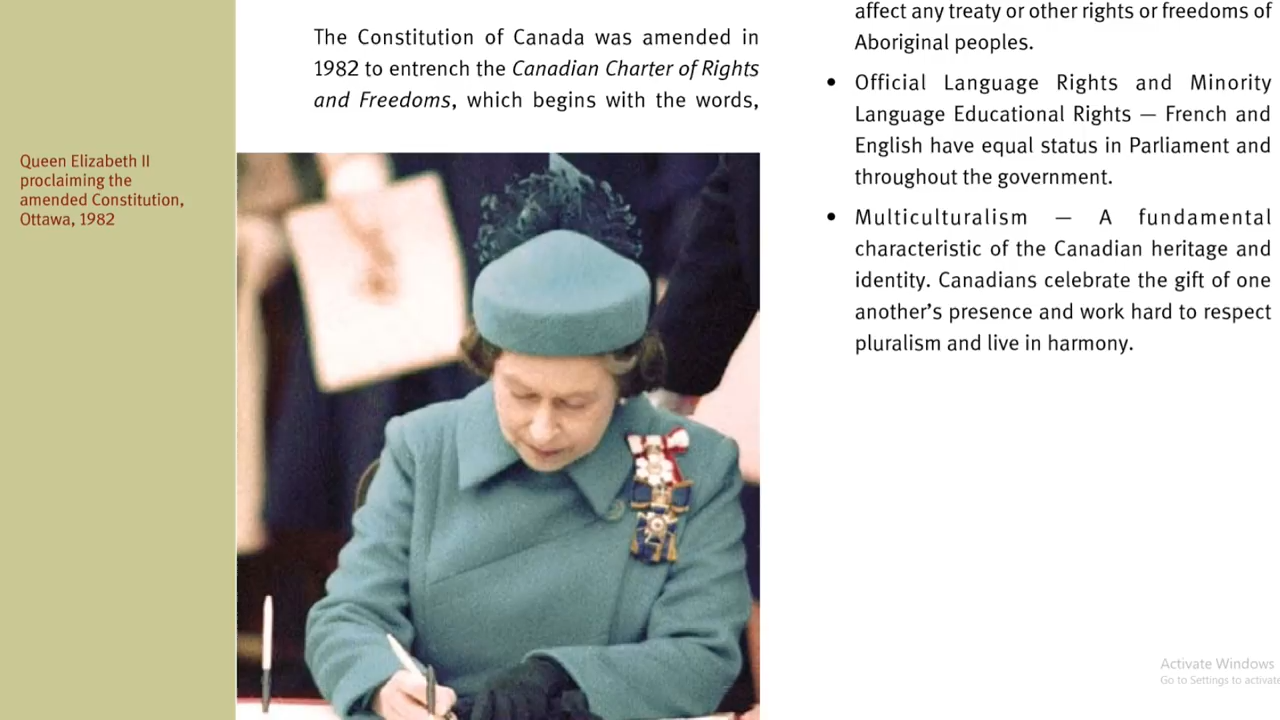 Queen Elizabeth II
proclaiming the
amended Constitution,
Ottawa, 1982
The Constitution of Canada was amended in
1982 to entrench the Canadian Charter of Rights
and Freedoms, which begins with the words,
affect any treaty or other rights or freedoms of
Aboriginal peoples.
• Official Language Rights and Minority
Language Educational Rights — French and
English have equal status in Parliament and
throughout the government.
• Multiculturalism — A fundamental
characteristic of the Canadian heritage and
identity. Canadians celebrate the gift of one
another’s presence and work hard to respect
pluralism and live in harmony.
Activate Windows
Go to Settings to activate